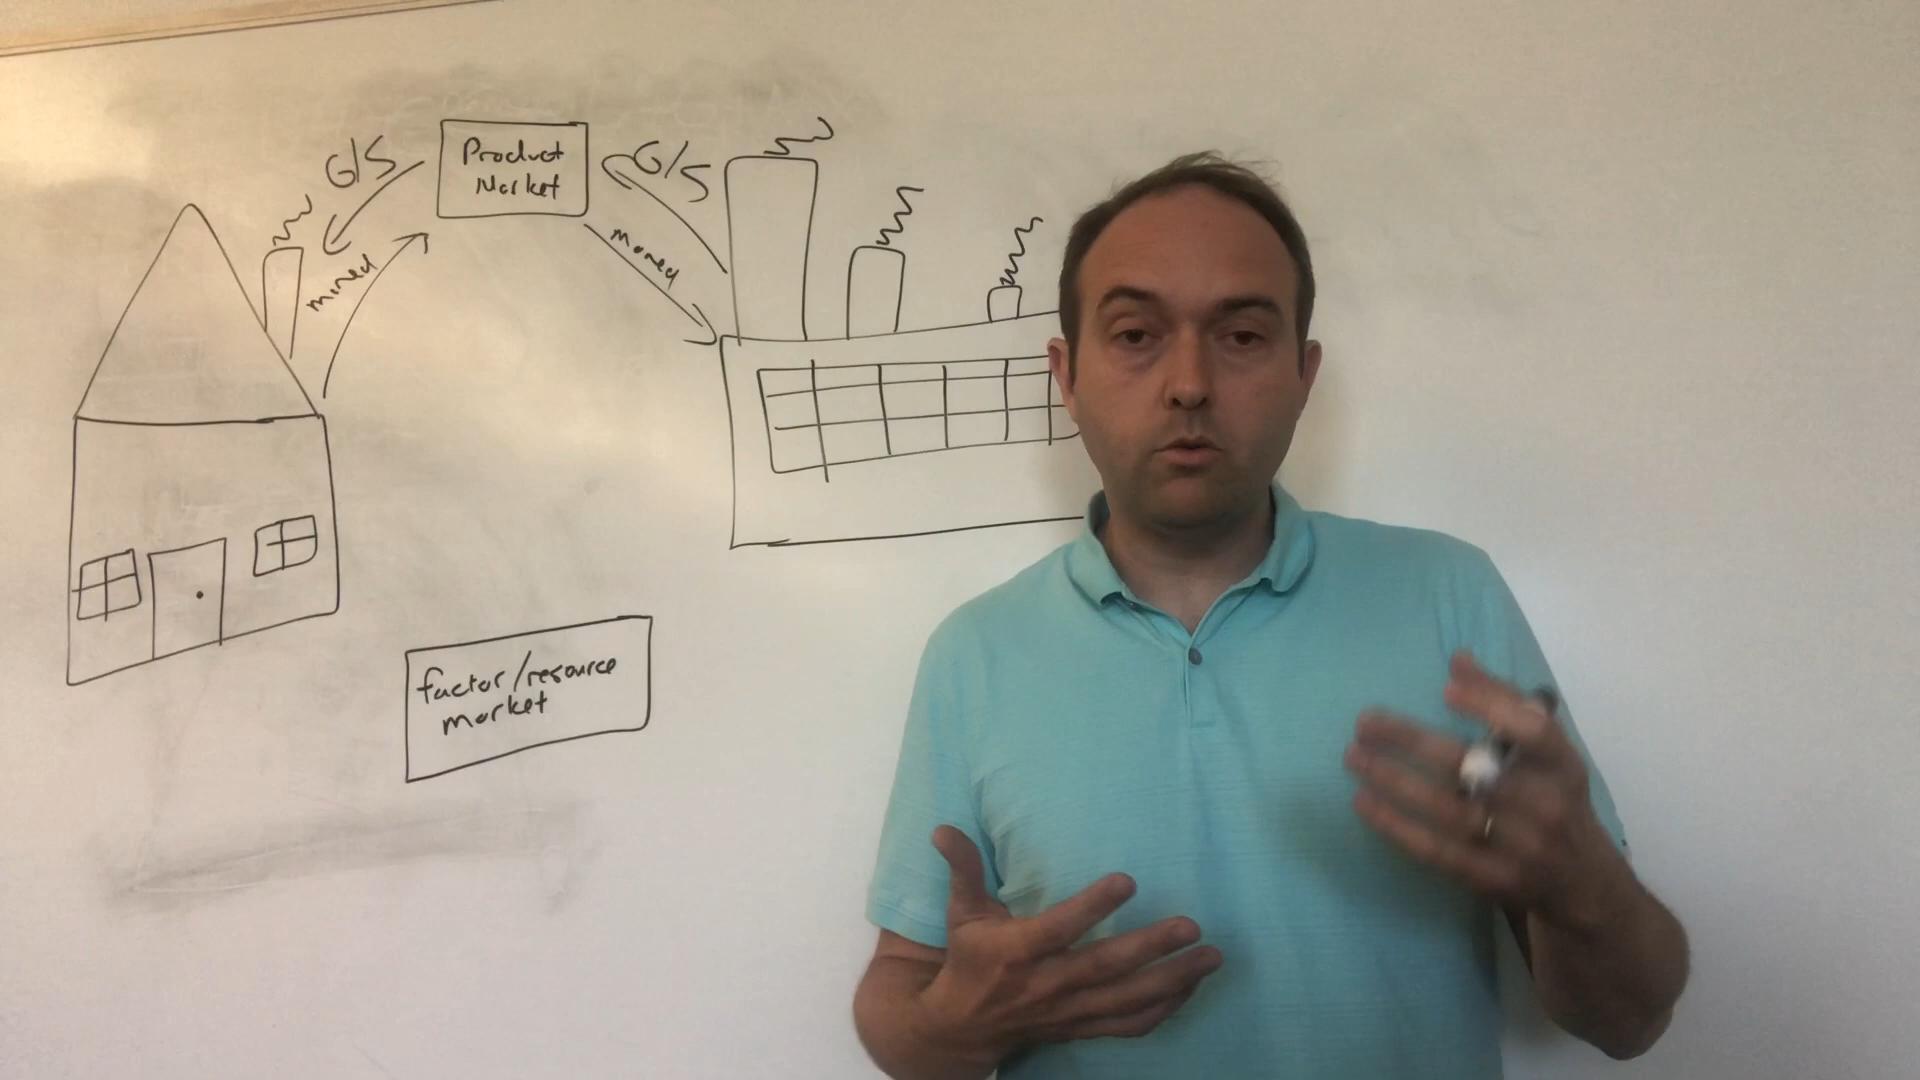 G/S
Product
Market
G/S
money
money
factor/resource
market